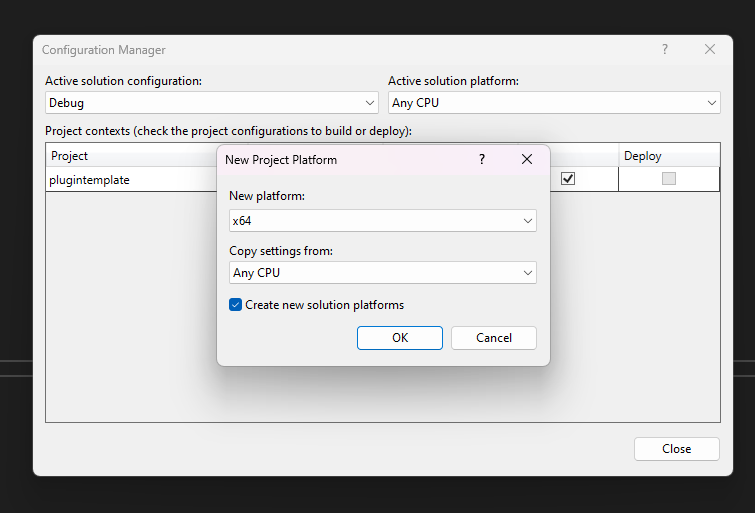 Configuration Manager ?
Active solution configuration: Active solution platform:
Debug Any CPU
Project contexts (check the project configurations to build or deploy):
Project Deploy
plugintemplate
New Project Platform ?
New platform:
x64
Copy settings from:
Any CPU
Create new solution platforms
OK Cancel
Close